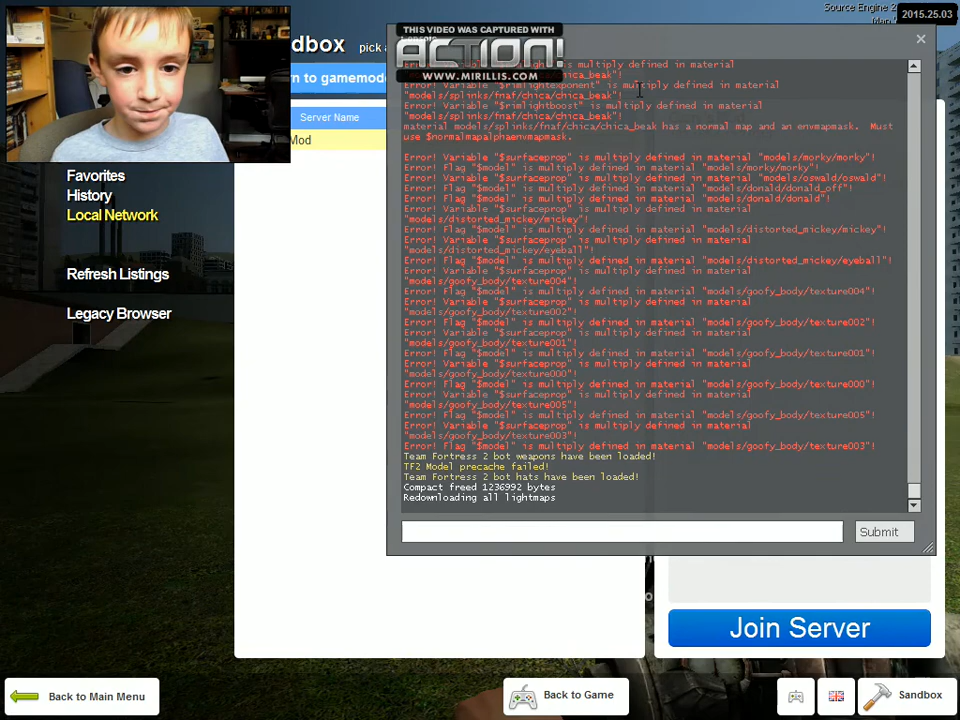 Source Engine 2
2015.25.03
THIS VIDEO WAS CAPTURED WITH
ACTION!
WWW.MIRILLIS.COM
ndbox pick a
rn to gamemode
Server Name
Mod
Favorites
History
Local Network
Refresh Listings
Legacy Browser
is multiply defined in material
"models/splinks/fnaf/chica/chica_beak"!
Error! Variable "$rimlightexponent" is multiply defined in material
"models/splinks/fnaf/chica/chica_beak"!
Error! Variable "$rimlightboost" is multiply defined in material
"models/splinks/fnaf/chica/chica_beak"!
material models/splinks/fnaf/chica/chica_beak has a normal map and an envmapmask. Must
use $normalmapalphaenvmapmask.
Error! Variable "$surfaceprop" is multiply defined in material "models/morky/morky"!
Error! Flag "$model" is multiply defined in material "models/morky/morky"!
Error! Variable "$surfaceprop" is multiply defined in material "models/oswald/oswald"!
Error! Flag "$model" is multiply defined in material "models/donald/donald_off"!
Error! Flag "$model" is multiply defined in material "models/donald/donald"!
Error! Variable "$surfaceprop" is multiply defined in material
"models/distorted_mickey/mickey"!
Error! Flag "$model" is multiply defined in material "models/distorted_mickey/mickey"!
Error! Variable "$surfaceprop" is multiply defined in material
"models/distorted_mickey/eyeball"!
Error! Flag "$model" is multiply defined in material "models/distorted_mickey/eyeball"!
Error! Variable "$surfaceprop" is multiply defined in material
"models/goofy_body/texture004"!
Error! Flag "$model" is multiply defined in material "models/goofy_body/texture004"!
Error! Variable "$surfaceprop" is multiply defined in material
"models/goofy_body/texture002"!
Error! Flag "$model" is multiply defined in material "models/goofy_body/texture002"!
Error! Variable "$surfaceprop" is multiply defined in material
"models/goofy_body/texture001"!
Error! Flag "$model" is multiply defined in material "models/goofy_body/texture001"!
Error! Variable "$surfaceprop" is multiply defined in material
"models/goofy_body/texture000"!
Error! Flag "$model" is multiply defined in material "models/goofy_body/texture000"!
Error! Variable "$surfaceprop" is multiply defined in material
"models/goofy_body/texture005"!
Error! Flag "$model" is multiply defined in material "models/goofy_body/texture005"!
Error! Variable "$surfaceprop" is multiply defined in material
"models/goofy_body/texture003"!
Error! Flag "$model" is multiply defined in material "models/goofy_body/texture003"!
Team Fortress 2 bot weapons have been loaded!
TF2 Model precache failed!
Team Fortress 2 bot hats have been loaded!
Compact freed 1236992 bytes
Redownloading all lightmaps
Submit
Join Server
Back to Main Menu
Back to Game
Sandbox